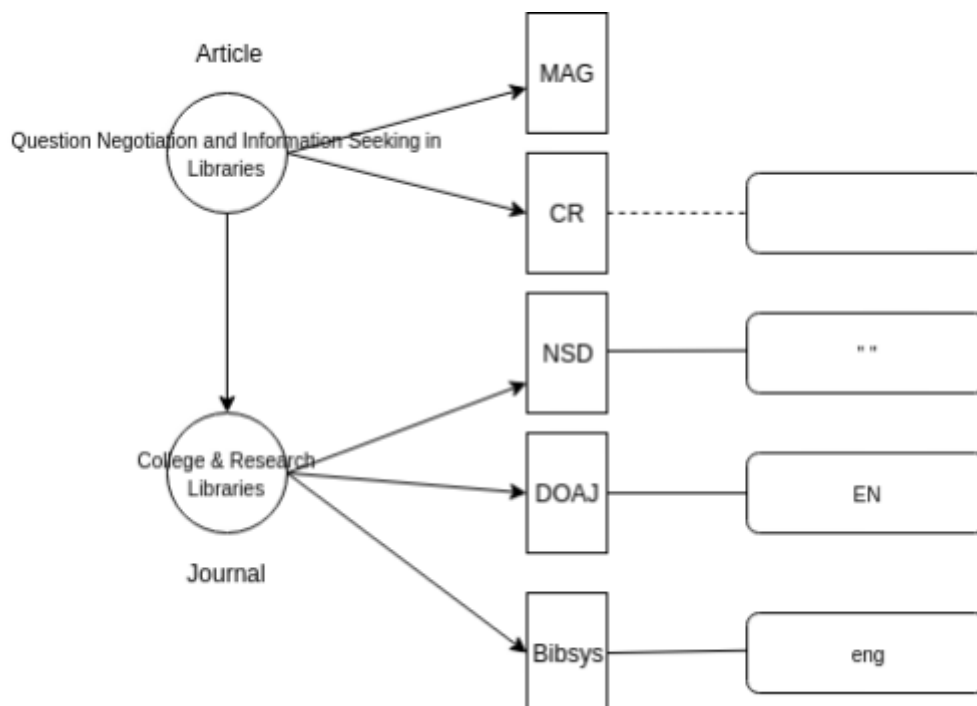 Article
MAG
Question Negotiation and Information Seeking in
Libraries
CR
NSD
" "
College & Research
Libraries
DOAJ
EN
Journal
Bibsys
eng